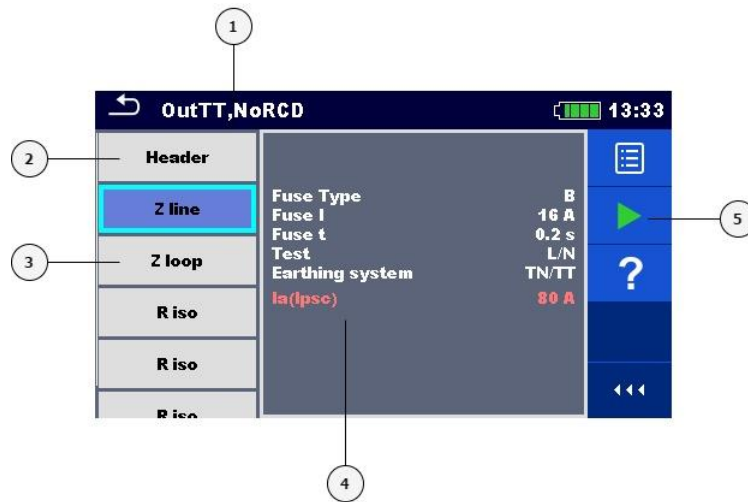 1
OutTT,NoRCD 13:33
2
Header
Z line
3
Z loop
R iso
R iso
R iso
Fuse Type B
Fuse I 16 A
Fuse t 0.2 s
Test L/N
Earthing system TN/TT
Ia(Ipsc) 80 A
?
5
4